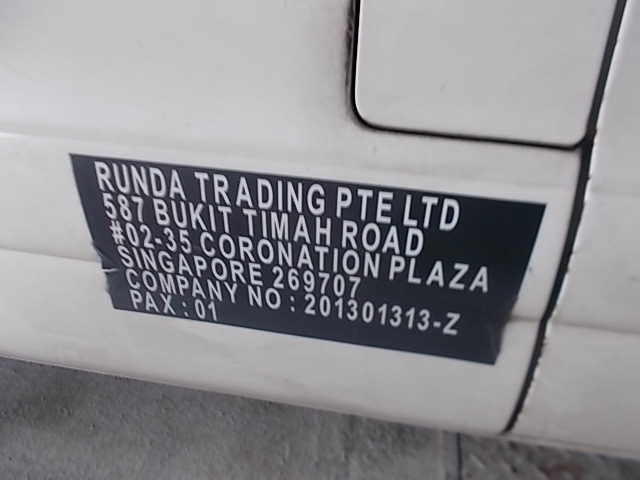 RUNDA TRADING PTE LTD
587 BUKIT TIMAH ROAD
#02-35 CORONATION PLAZA
SINGAPORE 269707
COMPANY NO : 201301313-Z
PAX : 01